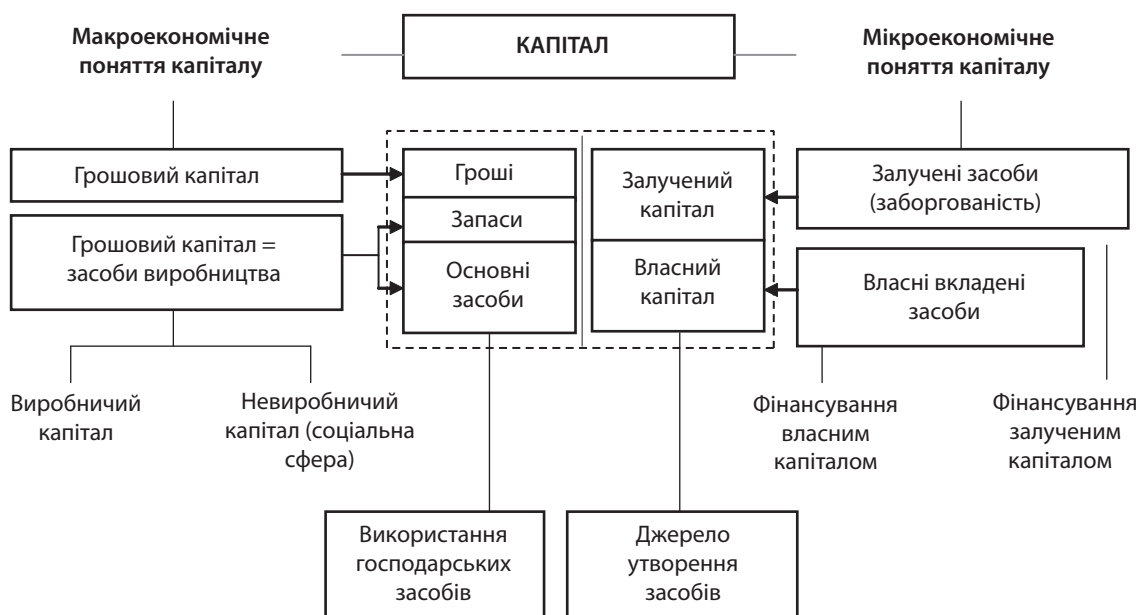 Макроекономічне
поняття капіталу
КАПІТАЛ
Мікроекономічне
поняття капіталу
Грошовий капітал
Гроші
Залучений
капітал
Залучені засоби
(заборгованість)
Запаси
Грошовий капітал =
засоби виробництва
Основні
засоби
Власний
капітал
Власні вкладені
засоби
Виробничий
капітал
Невиробничий
капітал (соціальна
сфера)
Фінансування
власним
капіталом
Фінансування
залученим
капіталом
Використання
господарських
засобів
Джерело
утворення
засобів